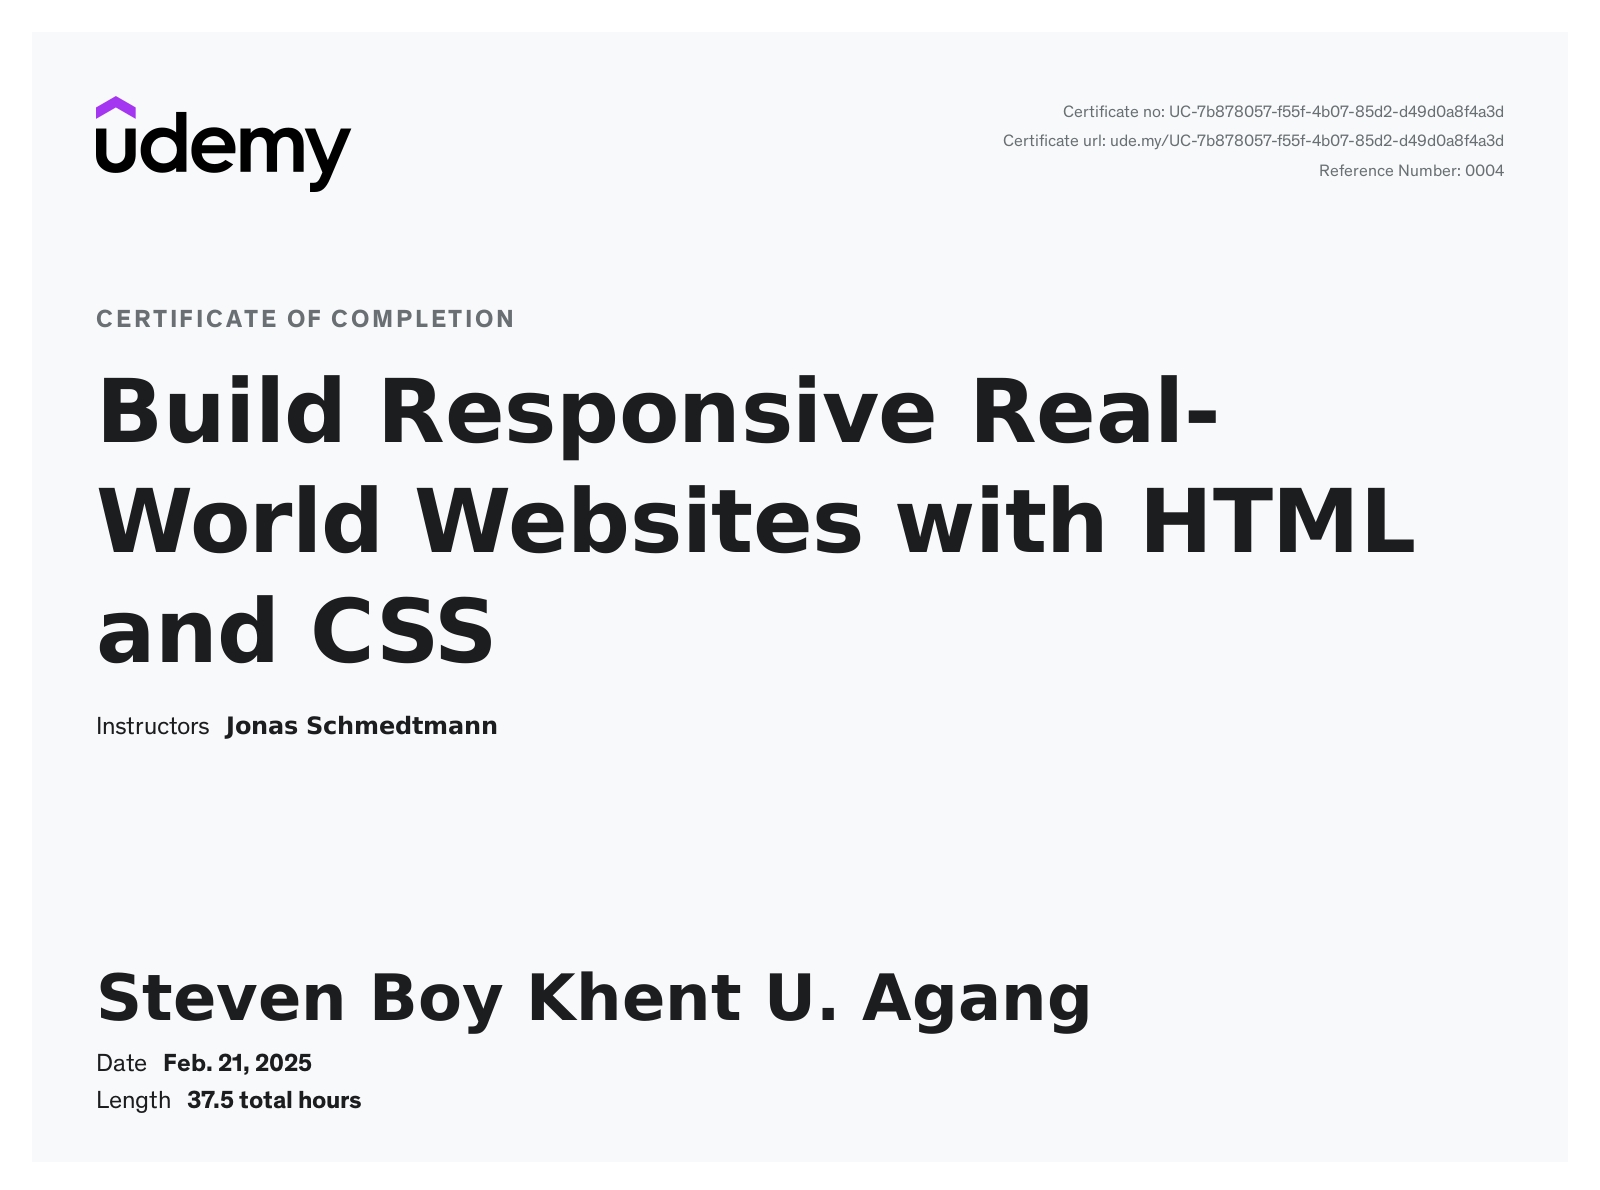 udemy
Certificate no: UC-7b878057-f55f-4b07-85d2-d49d0a8f4a3d
Certificate url: ude.my/UC-7b878057-f55f-4b07-85d2-d49d0a8f4a3d
Reference Number: 0004
CERTIFICATE OF COMPLETION
Build Responsive Real-
World Websites with HTML
and CSS
Instructors Jonas Schmedtmann
Steven Boy Khent U. Agang
Date Feb. 21, 2025
Length 37.5 total hours